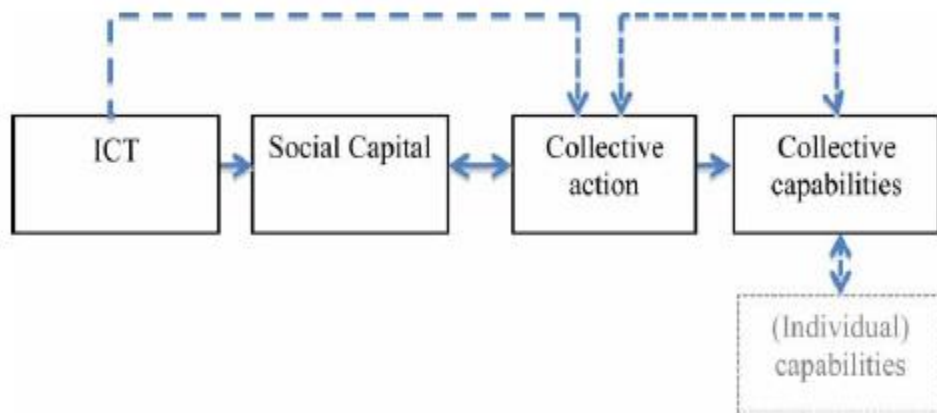 ICT
Social Capital
Collective
action
Collective
capabilities
(Individual)
capabilities